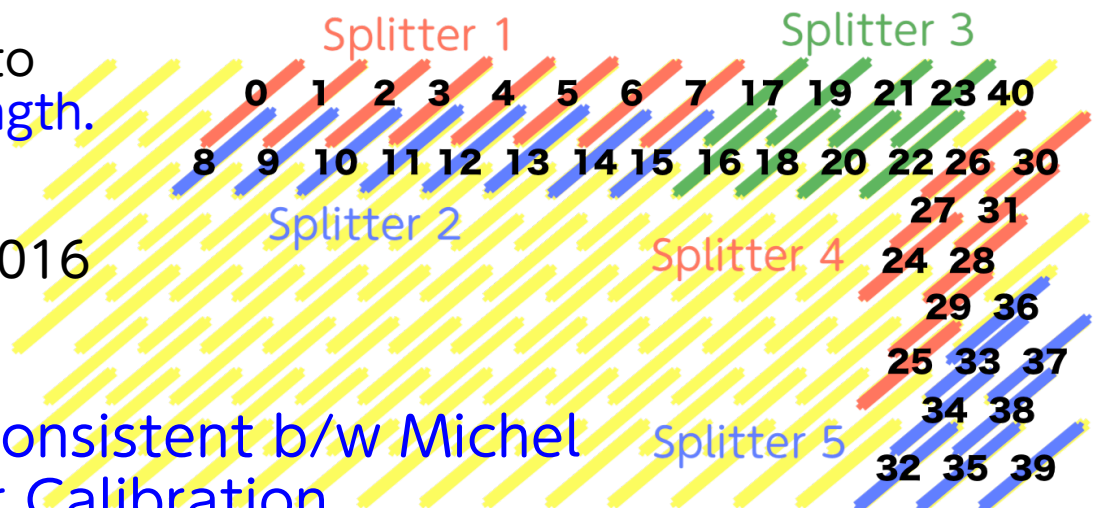 Splitter 1
Splitter 3
to
0 1 2 3 4 5 6 7 17 19 21 23 40
ngth.
8 9 10 11 12 13 14 15 16 18 20 22 26 30
27 31
Splitter 2
016
Splitter 4
24 28
29 36
25 33 37
34 38
onsistent b/w Michel
Splitter 5
32 35 39
r Calibration